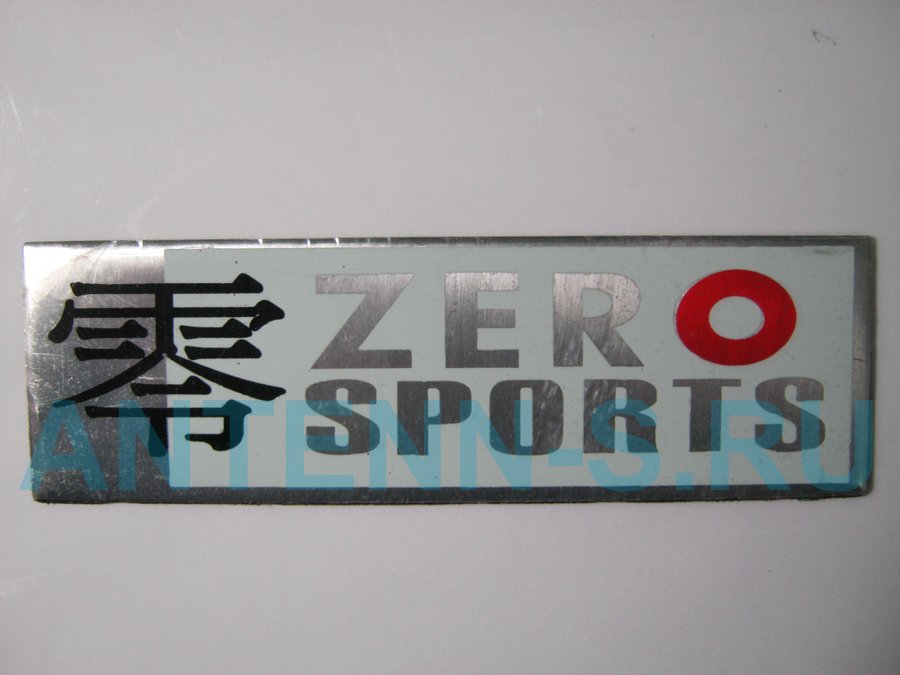 零
ZERO
SPORTS
ANTENN-S.RU